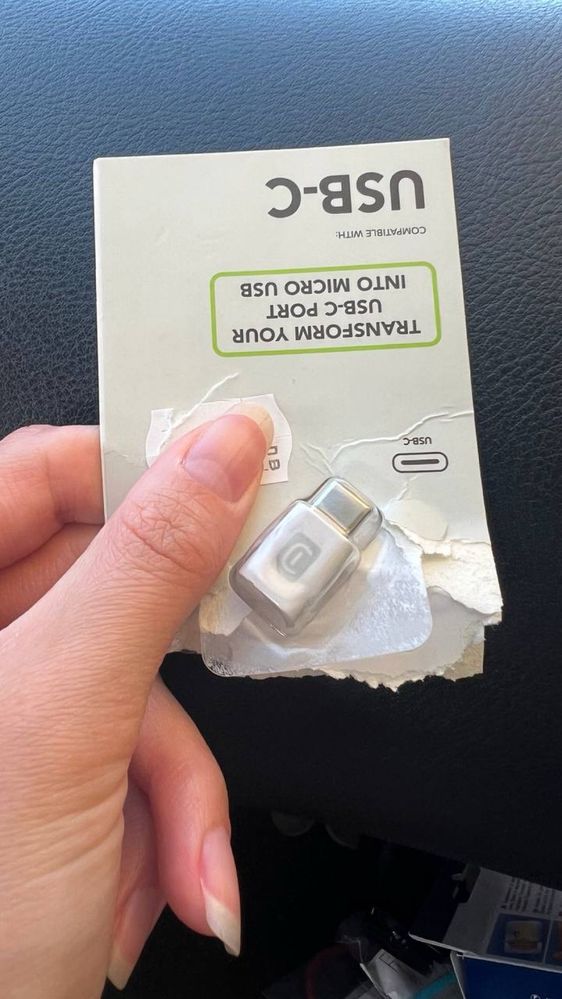 USB-C
COMPATIBLE WITH:
TRANSFORM YOUR
USB-C PORT
INTO MICRO USB
USB-C